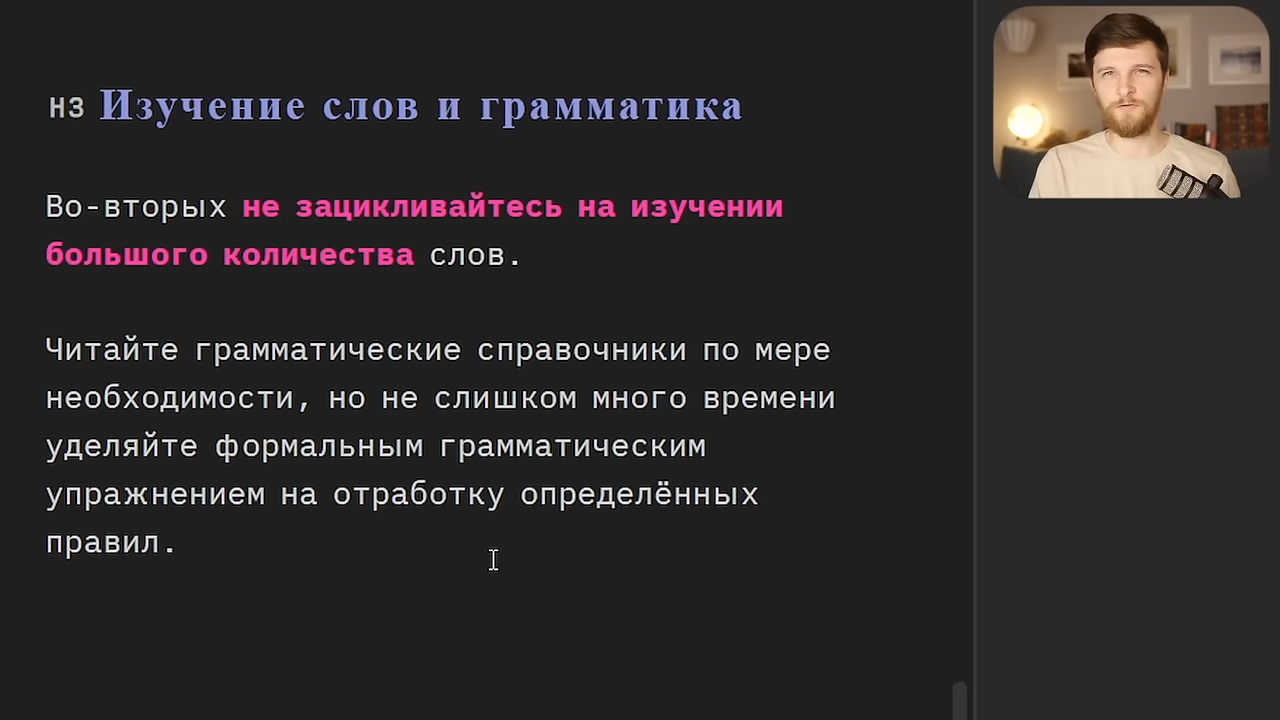 H3 Изучение слов и грамматика
Во-вторых не зацикливайтесь на изучении
большого количества слов.
Читайте грамматические справочники по мере
необходимости, но не слишком много времени
уделяйте формальным грамматическим
упражнением на отработку определённых
правил.